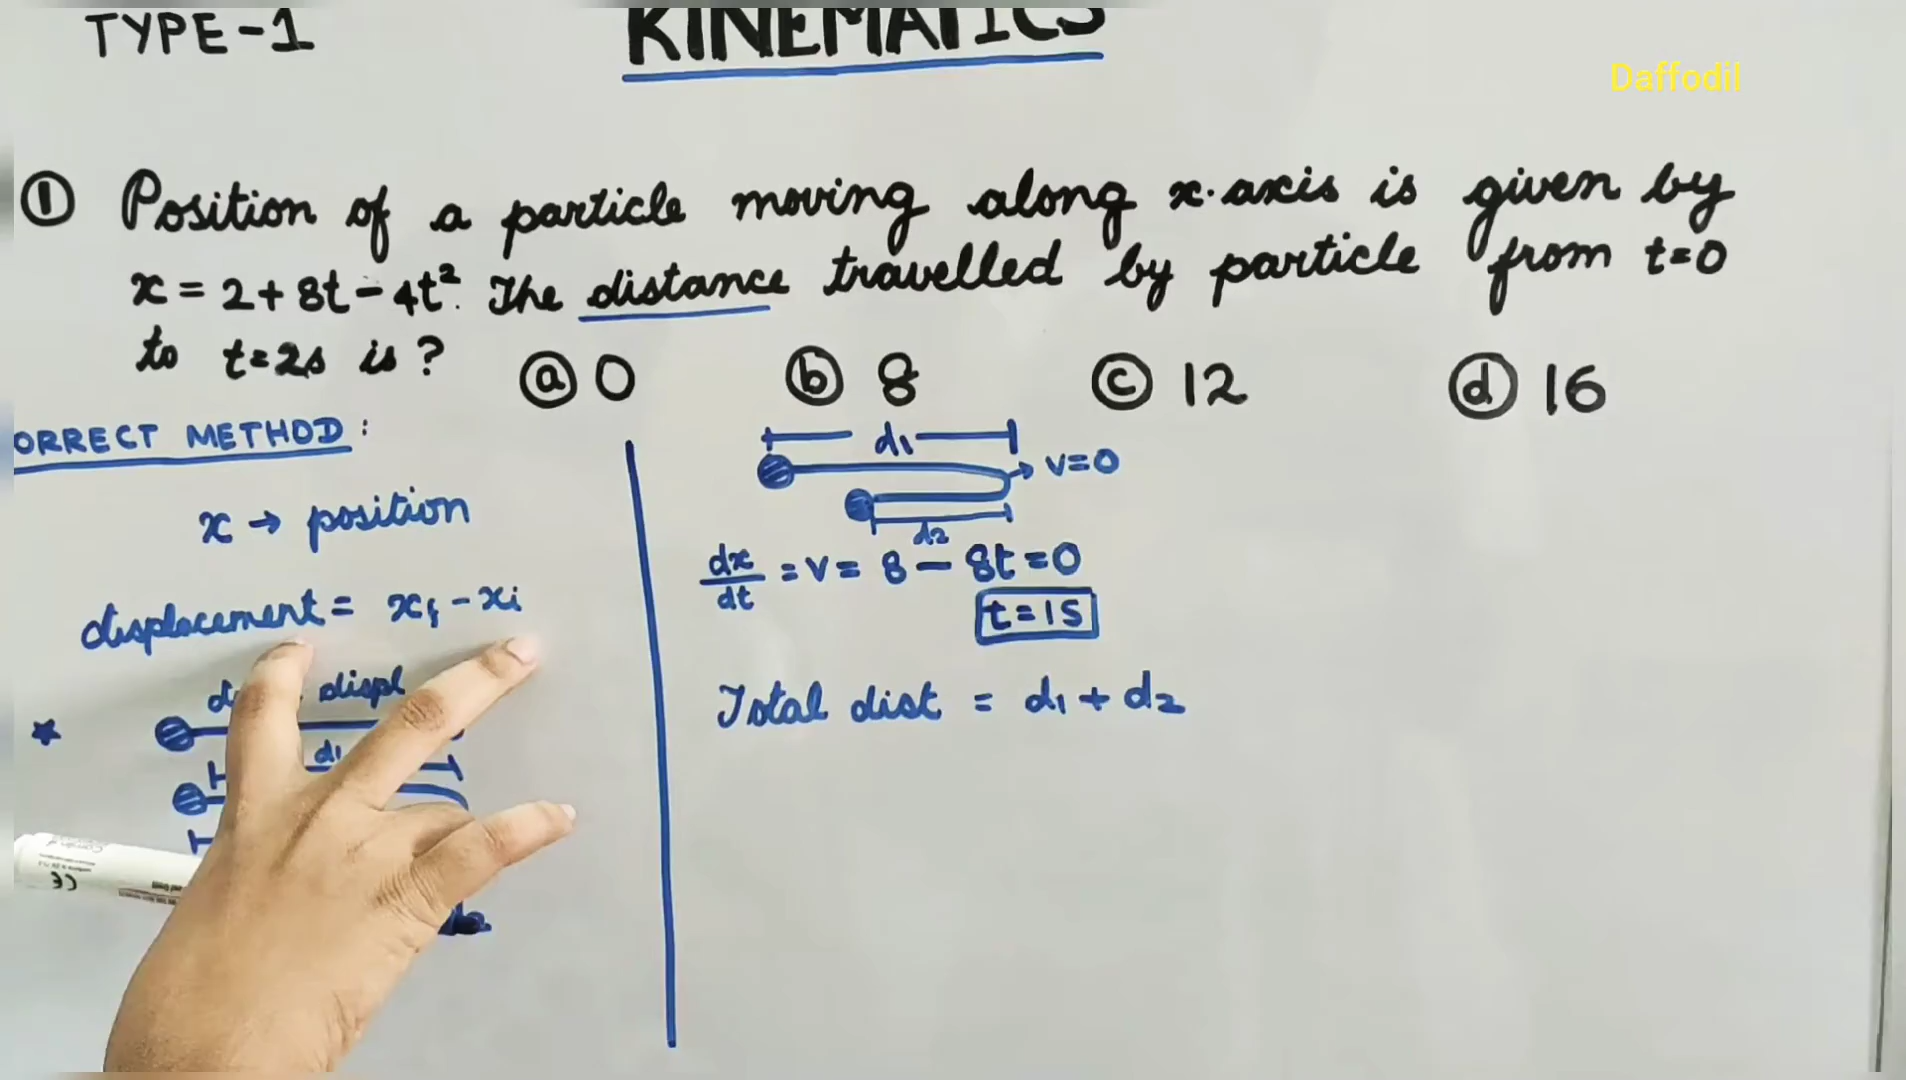 TYPE-1
KINEMATICS
Daffodil
① Position of a particle moving along x-axis is given by
x = 2 + 8t - 4t². The distance travelled by particle from t=0
to t=2s is ?
ⓐ 0 ⓑ 8 ⓒ 12 ⓓ 16
ORRECT METHOD:
x → position
displacement = xf - xi
displ
d₁
d₂
d₁
v=0
d₂
dx/dt = v = 8 - 8t = 0
t = 1s
Total dist = d₁ + d₂
CE